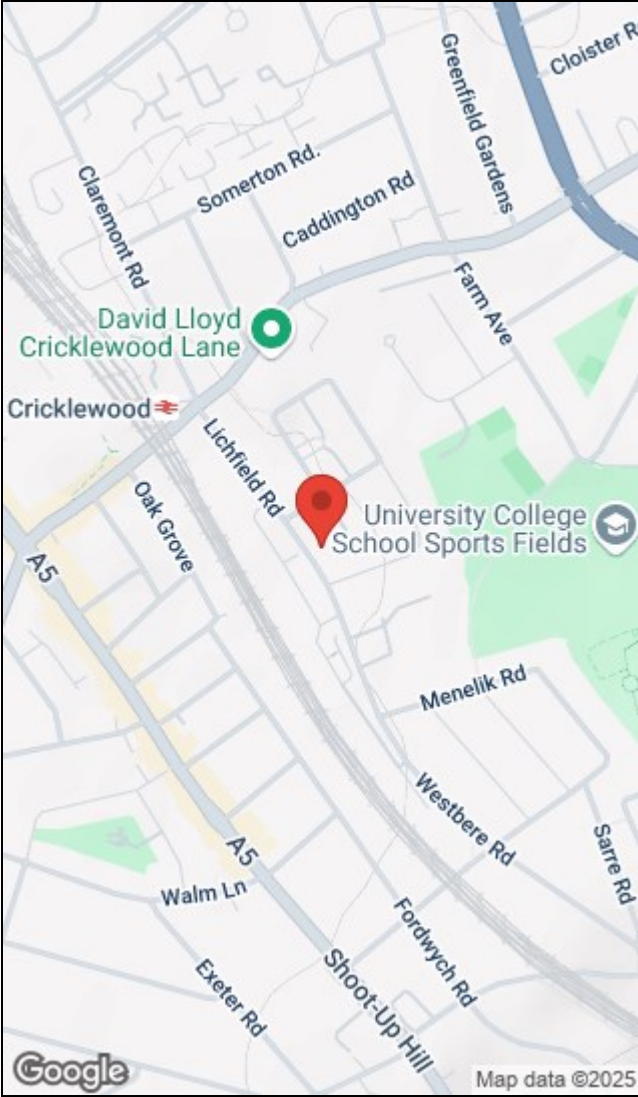 Greenfield Gardens
Cloister R
Claremont Rd
Somerton Rd.
Caddington Rd
Farm Ave
David Lloyd
Cricklewood Lane
Cricklewood
Lichfield Rd
Oak Grove
University College
School Sports Fields
A5
Menelik Rd
Westbere Rd
Sarre Rd
A5
Walm Ln
Fordwych Rd
Exeter Rd
Shoot-Up Hill
Google
Map data ©2025